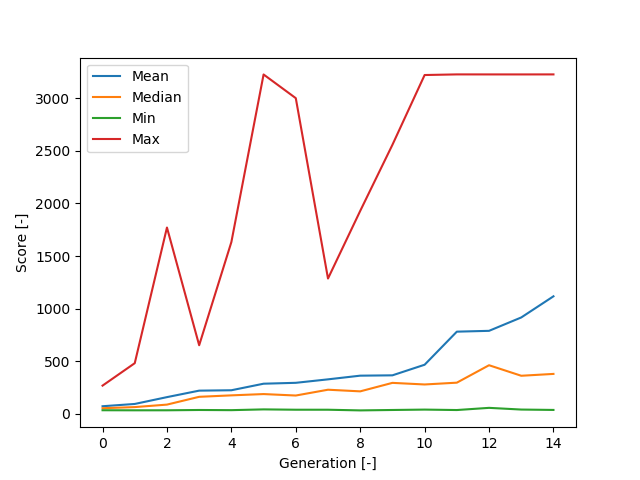 Mean
Median
Min
Max
3000
2500
2000
1500
1000
500
0
Score [-]
0 2 4 6 8 10 12 14
Generation [-]